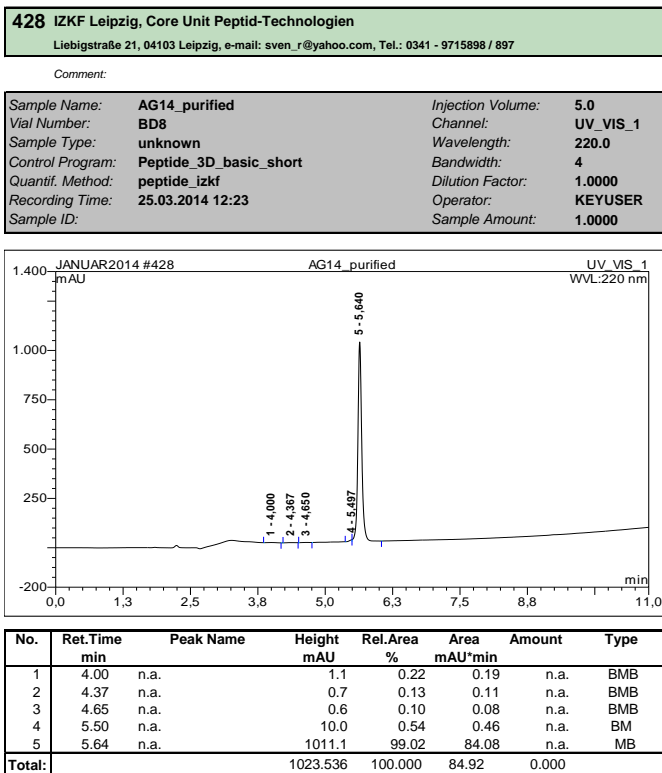 428 IZKF Leipzig, Core Unit Peptid-Technologien
Liebigstraße 21, 04103 Leipzig, e-mail: sven_r@yahoo.com, Tel.: 0341 - 9715898 / 897
Comment:
Sample Name: AG14_purified Injection Volume: 5.0
Vial Number: BD8 Channel: UV_VIS_1
Sample Type: unknown Wavelength: 220.0
Control Program: Peptide_3D_basic_short Bandwidth: 4
Quantif. Method: peptide_izkf Dilution Factor: 1.0000
Recording Time: 25.03.2014 12:23 Operator: KEYUSER
Sample ID: Sample Amount: 1.0000
JANUAR2014 #428 AG14_purified UV_VIS_1
1.400 mAU WVL:220 nm
5 - 5,640
1.000
750
500
250
1 - 4,000
2 - 4,367
3 - 4,650
4 - 5,497
-200 min
0,0 1,3 2,5 3,8 5,0 6,3 7,5 8,8 11,0
No. Ret.Time Peak Name Height Rel.Area Area Amount Type
min mAU % mAU*min
1 4.00 n.a. 1.1 0.22 0.19 n.a. BMB
2 4.37 n.a. 0.7 0.13 0.11 n.a. BMB
3 4.65 n.a. 0.6 0.10 0.08 n.a. BMB
4 5.50 n.a. 10.0 0.54 0.46 n.a. BM
5 5.64 n.a. 1011.1 99.02 84.08 n.a. MB
Total: 1023.536 100.000 84.92 0.000